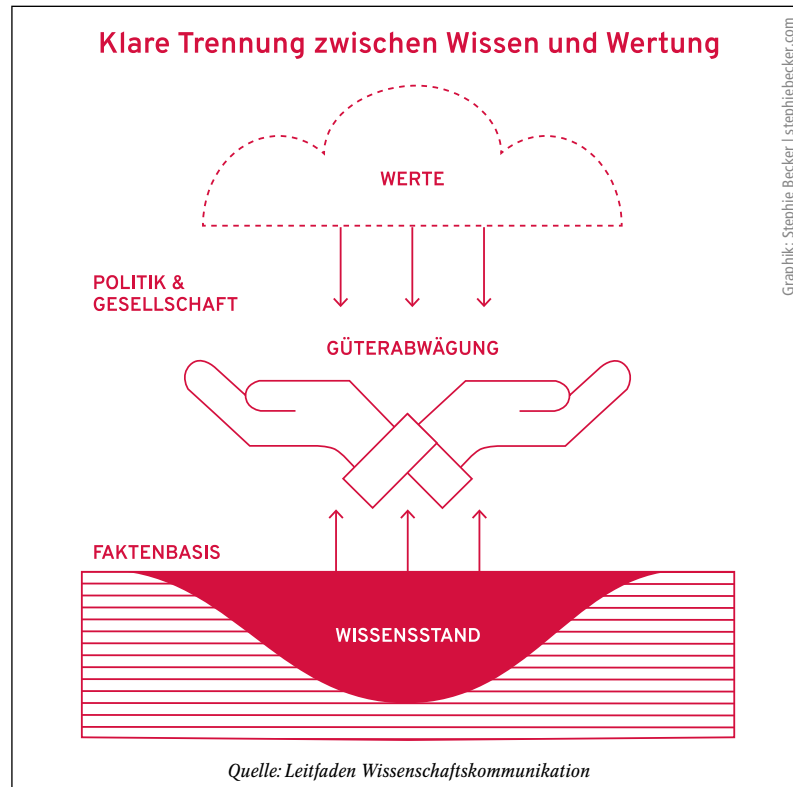 Klare Trennung zwischen Wissen und Wertung
Graphik: Stephie Becker | stephiebecker.com
WERTE
POLITIK &
GESELLSCHAFT
GÜTERABWÄGUNG
FAKTENBASIS
WISSENSSTAND
Quelle: Leitfaden Wissenschaftskommunikation